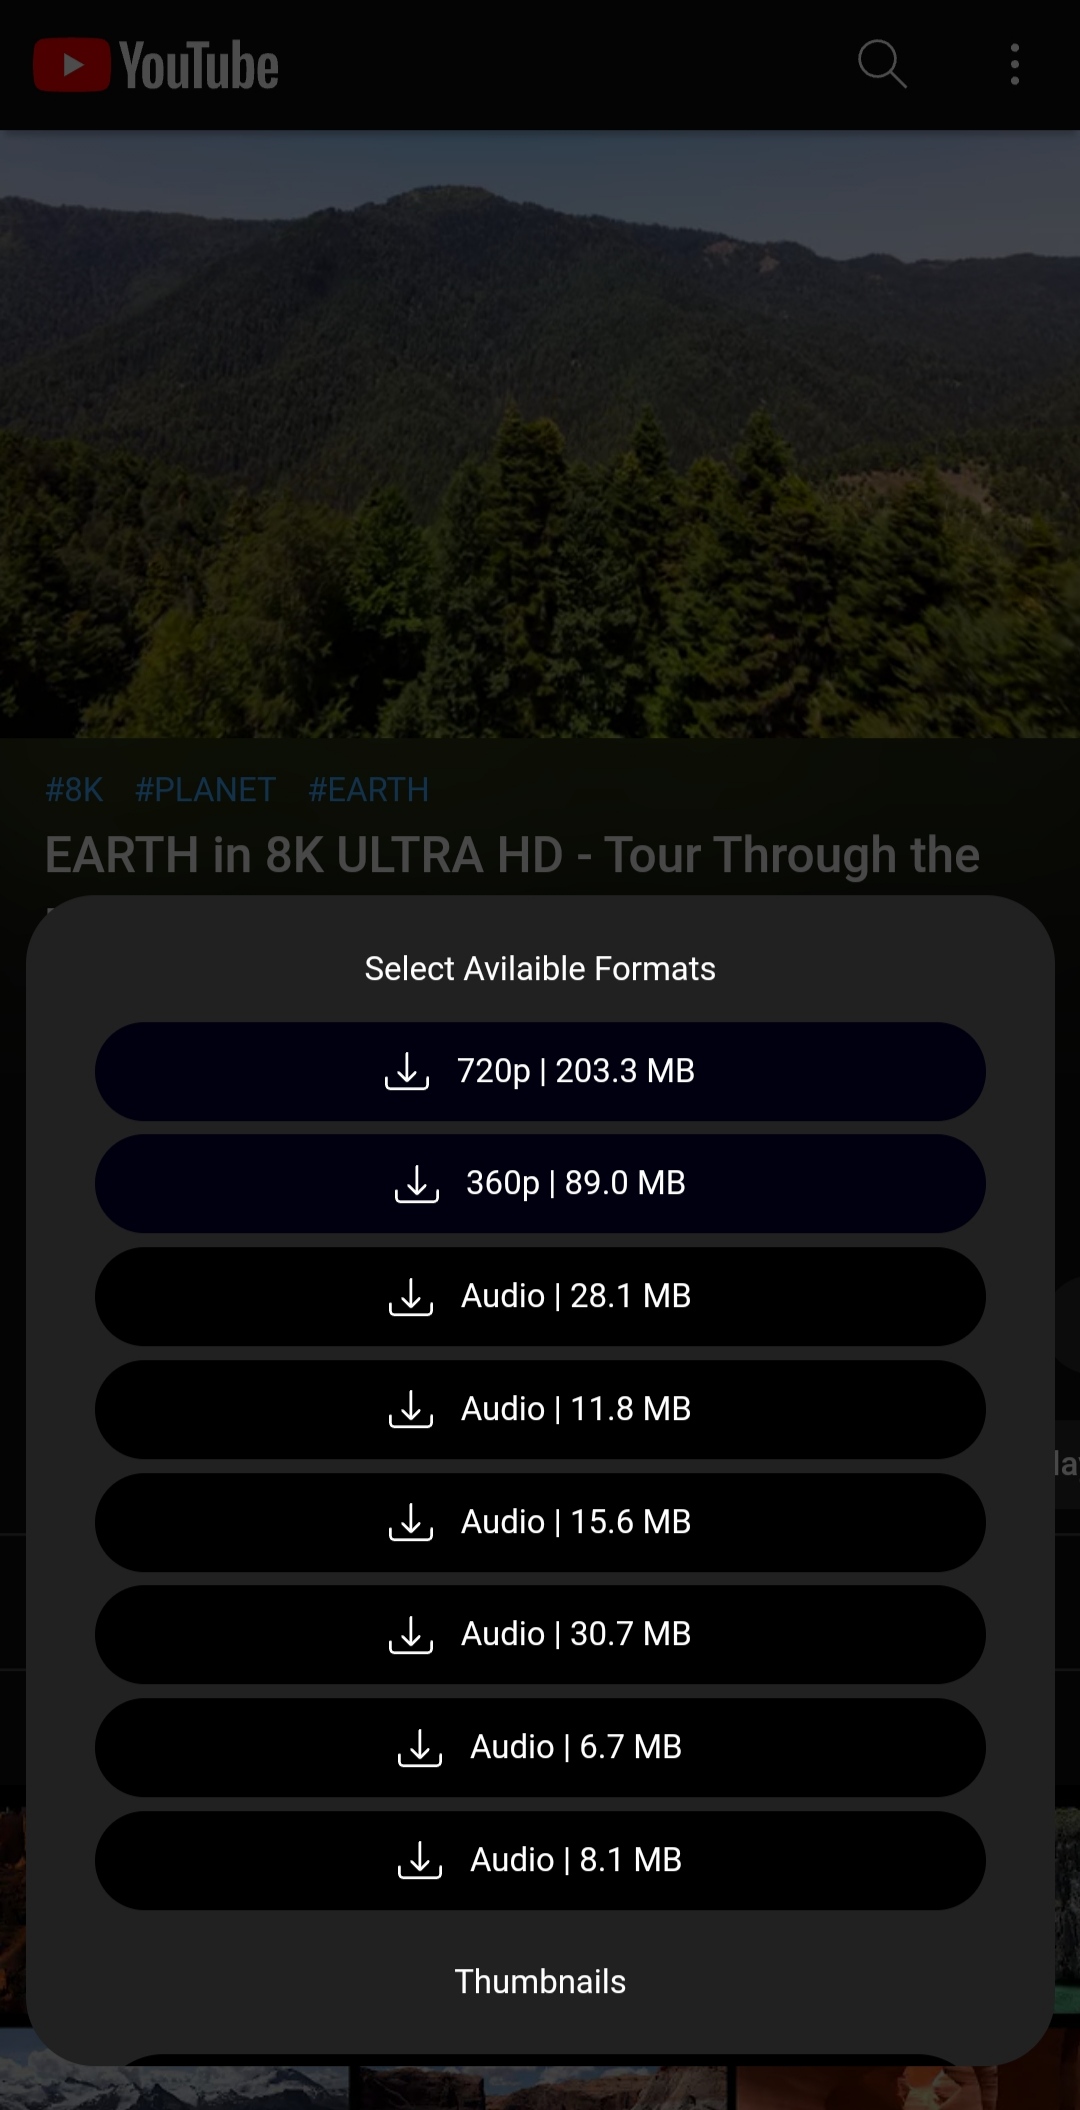 YouTube
#8K #PLANET #EARTH
EARTH in 8K ULTRA HD - Tour Through the
Select Avilaible Formats
720p | 203.3 MB
360p | 89.0 MB
Audio | 28.1 MB
Audio | 11.8 MB
Audio | 15.6 MB
Audio | 30.7 MB
Audio | 6.7 MB
Audio | 8.1 MB
Thumbnails